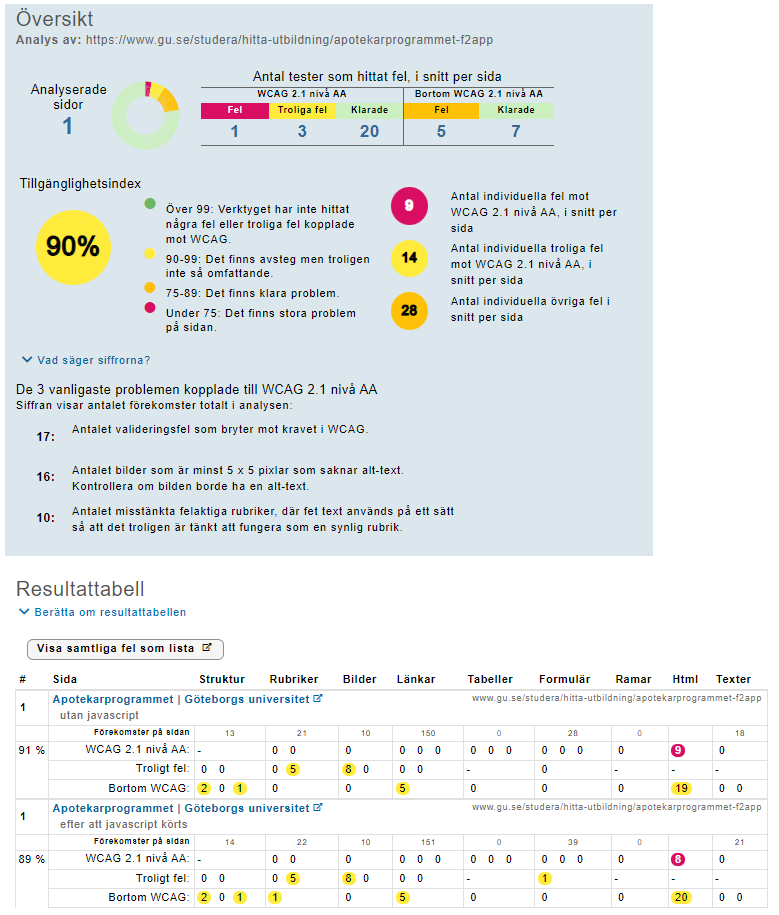 Översikt
Analys av: https://www.gu.se/studera/hitta-utbildning/apotekarprogrammet-f2app
Analyserade
sidor
1
Antal tester som hittat fel, i snitt per sida
WCAG 2.1 nivå AA Bortom WCAG 2.1 nivå AA
Fel Troliga fel Klarade Fel Klarade
1 3 20 5 7
Tillgänglighetsindex
90%
Över 99: Verktyget har inte hittat
några fel eller troliga fel kopplade
mot WCAG.
90-99: Det finns avsteg men troligen
inte så omfattande.
75-89: Det finns klara problem.
Under 75: Det finns stora problem
på sidan.
9 Antal individuella fel mot
WCAG 2.1 nivå AA, i snitt per
sida
14 Antal individuella troliga fel
mot WCAG 2.1 nivå AA, i
snitt per sida
28 Antal individuella övriga fel i
snitt per sida
Vad säger siffrorna?
De 3 vanligaste problemen kopplade till WCAG 2.1 nivå AA
Siffran visar antalet förekomster totalt i analysen:
17: Antalet valideringsfel som bryter mot kravet i WCAG.
16: Antalet bilder som är minst 5 x 5 pixlar som saknar alt-text.
Kontrollera om bilden borde ha en alt-text.
10: Antalet misstänkta felaktiga rubriker, där fet text används på ett sätt
så att det troligen är tänkt att fungera som en synlig rubrik.
Resultattabell
Berätta om resultattabellen
Visa samtliga fel som lista
# Sida Struktur Rubriker Bilder Länkar Tabeller Formulär Ramar Html Texter
1 Apotekarprogrammet | Göteborgs universitet www.gu.se/studera/hitta-utbildning/apotekarprogrammet-f2app
utan javascript
Förekomster på sidan 13 21 10 150 0 28 0 18
91 % WCAG 2.1 nivå AA: - 0 0 0 0 0 0 0 0 0 0 0 0 0 9 0
Troligt fel: 0 0 0 5 8 0 0 0 - 0 - - -
Bortom WCAG: 2 0 1 0 0 5 0 0 0 19 0 0
1 Apotekarprogrammet | Göteborgs universitet www.gu.se/studera/hitta-utbildning/apotekarprogrammet-f2app
efter att javascript körts
Förekomster på sidan 14 22 10 151 0 39 0 21
89 % WCAG 2.1 nivå AA: - 0 0 0 0 0 0 0 0 0 0 0 0 0 8 0
Troligt fel: 0 0 0 5 8 0 0 0 - 1 - - -
Bortom WCAG: 2 0 1 1 0 5 0 0 0 20 0 0